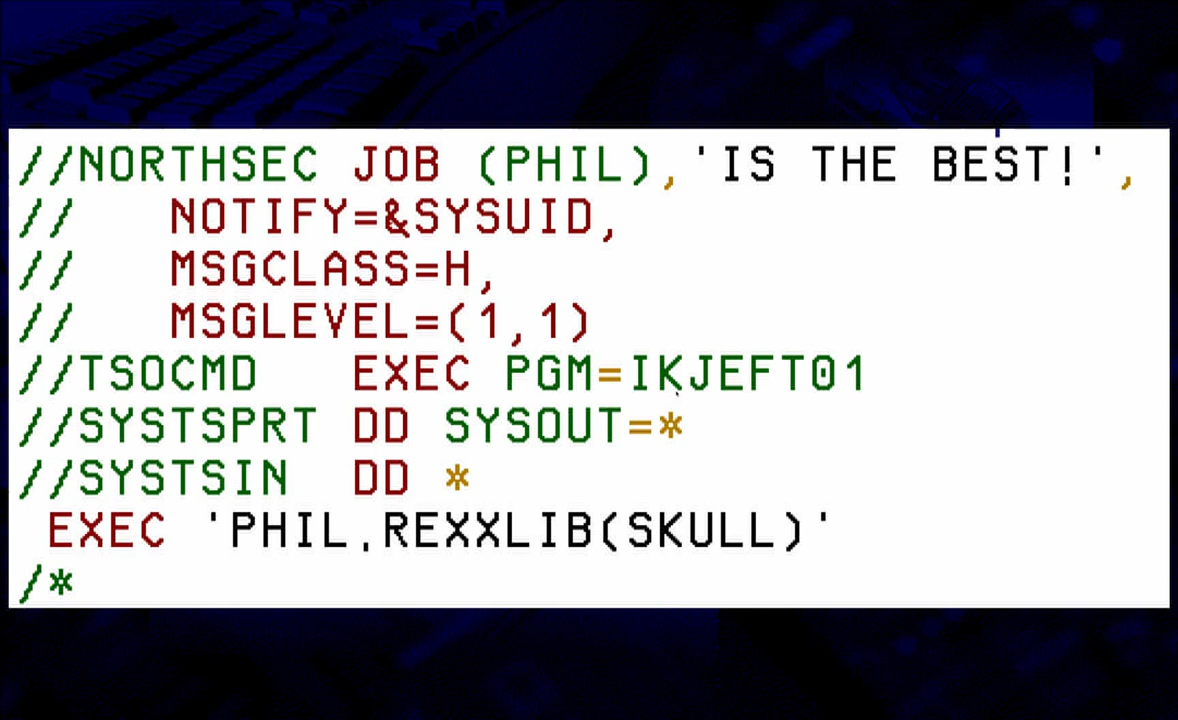 //NORTHSEC JOB (PHIL),'IS THE BEST!',
//   NOTIFY=&SYSUID,
//   MSGCLASS=H,
//   MSGLEVEL=(1,1)
//TSOCMD   EXEC PGM=IKJEFT01
//SYSTSPRT DD SYSOUT=*
//SYSTSIN  DD *
 EXEC 'PHIL.REXXLIB(SKULL)'
/*